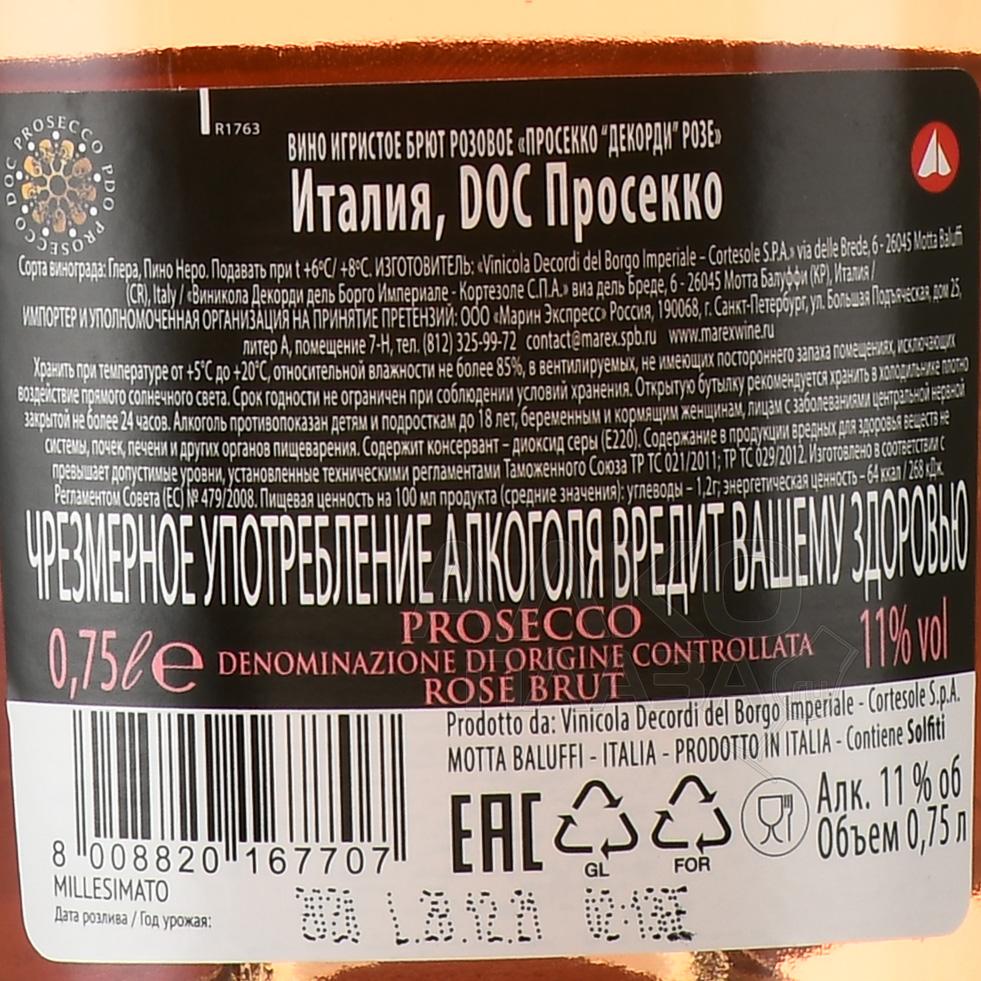 DOC PROSECCO PDO PROSECCO
R1763
ВИНО ИГРИСТОЕ БРЮТ РОЗОВОЕ «ПРОСЕККО "ДЕКОРДИ" РОЗЕ»
Италия, DOC Просекко
Сорта винограда: Глера, Пино Неро. Подавать при t +6°C/ +8°C. ИЗГОТОВИТЕЛЬ: «Vinicola Decordi del Borgo Imperiale – Cortesole S.P.A.» via delle Brede, 6 - 26045 Motta Baluffi
(CR), Italy / «Виникола Декорди дель Борго Империале - Кортезоле С.П.А.» виа дель Бреде, 6 - 26045 Мотта Балуффи (КР), Италия /
ИМПОРТЕР И УПОЛНОМОЧЕННАЯ ОРГАНИЗАЦИЯ НА ПРИНЯТИЕ ПРЕТЕНЗИЙ: ООО «Марин Экспресс» Россия, 190068, г. Санкт-Петербург, ул. Большая Подъяческая, дом 25,
литер А, помещение 7-Н, тел. (812) 325-99-72 contact@marex.spb.ru www.marexwine.ru
Хранить при температуре от +5°C до +20°C, относительной влажности не более 85%, в вентилируемых, не имеющих постороннего запаха помещениях, исключающих
воздействие прямого солнечного света. Срок годности не ограничен при соблюдении условий хранения. Открытую бутылку рекомендуется хранить в холодильнике плотно
закрытой не более 24 часов. Алкоголь противопоказан детям и подросткам до 18 лет, беременным и кормящим женщинам, лицам с заболеваниями центральной нервной
системы, почек, печени и других органов пищеварения. Содержит консервант – диоксид серы (Е220). Содержание в продукции вредных для здоровья веществ не
превышает допустимые уровни, установленные техническими регламентами Таможенного Союза ТР ТС 021/2011; ТР ТС 029/2012. Изготовлено в соответствии с
Регламентом Совета (ЕС) № 479/2008. Пищевая ценность на 100 мл продукта (средние значения): углеводы – 1,2г; энергетическая ценность – 64 ккал / 268 кДж.
ЧРЕЗМЕРНОЕ УПОТРЕБЛЕНИЕ АЛКОГОЛЯ ВРЕДИТ ВАШЕМУ ЗДОРОВЬЮ
PROSECCO
0,75 ℓ e DENOMINAZIONE DI ORIGINE CONTROLLATA 11% vol
ROSÉ BRUT
Prodotto da: Vinicola Decordi del Borgo Imperiale - Cortesole S.p.A.
MOTTA BALUFFI - ITALIA - PRODOTTO IN ITALIA - Contiene Solfiti
EAC
GL
FOR
Алк. 11 % об
Объем 0,75 л
8 008820 167707
MILLESIMATO
Дата розлива / Год урожая:
2020 L.28.12.21